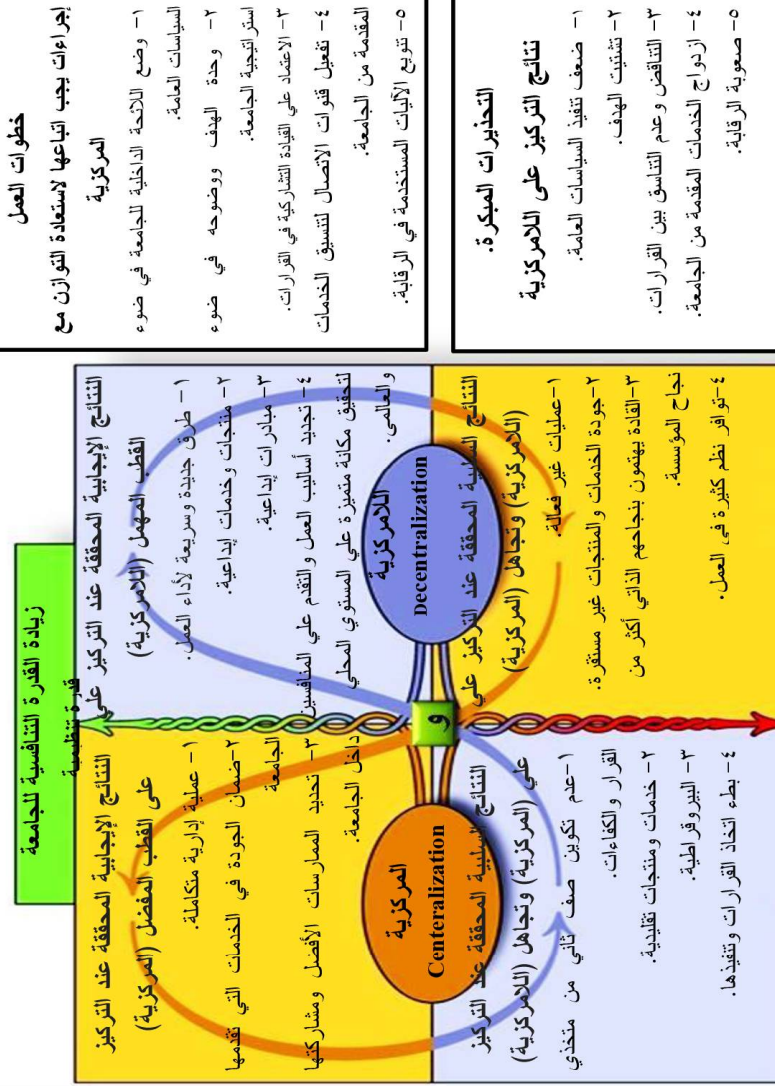 زيادة القدرة التنافسية للجامعة
قدرة تنظيمية
خطوات العمل
إجراءات يجب اتباعها لاستعادة التوازن مع
المركزية
١- وضع اللائحة الداخلية للجامعة في ضوء
السياسات العامة.
٢- وحدة الهدف ووضوحه في ضوء
استراتيجية الجامعة.
٣- الاعتماد علي القيادة التشاركية في القرارات.
٤- تفعيل قنوات الاتصال لتنسيق الخدمات
المقدمة من الجامعة.
٥- تنويع الآليات المستخدمة في الرقابة.
النتائج الإيجابية المحققة عند التركيز علي
القطب المهمل (اللامركزية)
١- طرق جديدة وسريعة لأداء العمل.
٢- منتجات وخدمات إبداعية.
٣- مبادرات إبداعية.
٤- تجديد أساليب العمل والتقدم علي المنافسين
لتحقيق مكانة متميزة علي المستوي المحلي
والعالمى.
النتائج الإيجابية المحققة عند التركيز
على القطب المفضل (المركزية)
١- عملية إدارية متكاملة.
٢-ضمان الجودة في الخدمات التي تقدمها
الجامعة
٣- تحديد الممارسات الأفضل ومشاركتها
داخل الجامعة.
اللامركزية
Decentralization
و
المركزية
Centeralization
التحذيرات المبكرة.
نتائج التركيز على اللامركزية
١- ضعف تنفيذ السياسات العامة.
٢- تشتيت الهدف.
٣- التناقض وعدم التناسق بين القرارات.
٤- ازدواج الخدمات المقدمة من الجامعة.
٥- صعوبة الرقابة.
النتائج السلبية المحققة عند التركيز علي
(اللامركزية) وتجاهل (المركزية)
١-عمليات غير فعالة.
٢-جودة الخدمات والمنتجات غير مستقرة.
٣-القادة يهتمون بنجاحهم الذاتي أكثر من
نجاح المؤسسة.
٤-توافر نظم كثيرة في العمل.
النتائج السلبية المحققة عند التركيز
علي (المركزية) وتجاهل (اللامركزية)
١-عدم تكوين صف ثاني من متخذي
القرار والكفاءات.
٢- خدمات ومنتجات تقليدية.
٣- البيروقراطية.
٤- بطء اتخاذ القرارات وتنفيذها.